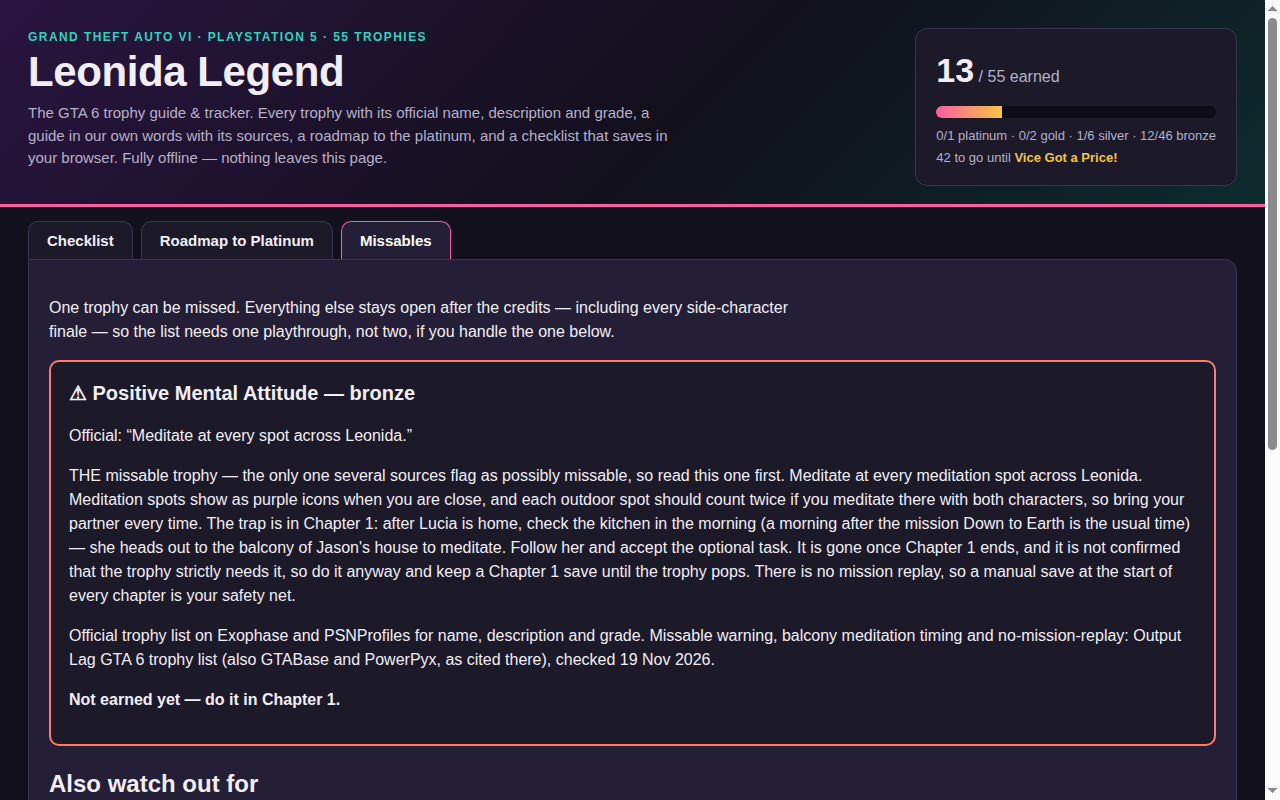 GRAND THEFT AUTO VI · PLAYSTATION 5 · 55 TROPHIES
Leonida Legend
The GTA 6 trophy guide & tracker. Every trophy with its official name, description and grade, a
guide in our own words with its sources, a roadmap to the platinum, and a checklist that saves in
your browser. Fully offline — nothing leaves this page.
13 / 55 earned
0/1 platinum · 0/2 gold · 1/6 silver · 12/46 bronze
42 to go until Vice Got a Price!
Checklist
Roadmap to Platinum
Missables
One trophy can be missed. Everything else stays open after the credits — including every side-character
finale — so the list needs one playthrough, not two, if you handle the one below.
⚠ Positive Mental Attitude — bronze
Official: “Meditate at every spot across Leonida.”
THE missable trophy — the only one several sources flag as possibly missable, so read this one first. Meditate at every meditation spot across Leonida.
Meditation spots show as purple icons when you are close, and each outdoor spot should count twice if you meditate there with both characters, so bring your
partner every time. The trap is in Chapter 1: after Lucia is home, check the kitchen in the morning (a morning after the mission Down to Earth is the usual time)
— she heads out to the balcony of Jason's house to meditate. Follow her and accept the optional task. It is gone once Chapter 1 ends, and it is not confirmed
that the trophy strictly needs it, so do it anyway and keep a Chapter 1 save until the trophy pops. There is no mission replay, so a manual save at the start of
every chapter is your safety net.
Official trophy list on Exophase and PSNProfiles for name, description and grade. Missable warning, balcony meditation timing and no-mission-replay: Output
Lag GTA 6 trophy list (also GTABase and PowerPyx, as cited there), checked 19 Nov 2026.
Not earned yet — do it in Chapter 1.
Also watch out for